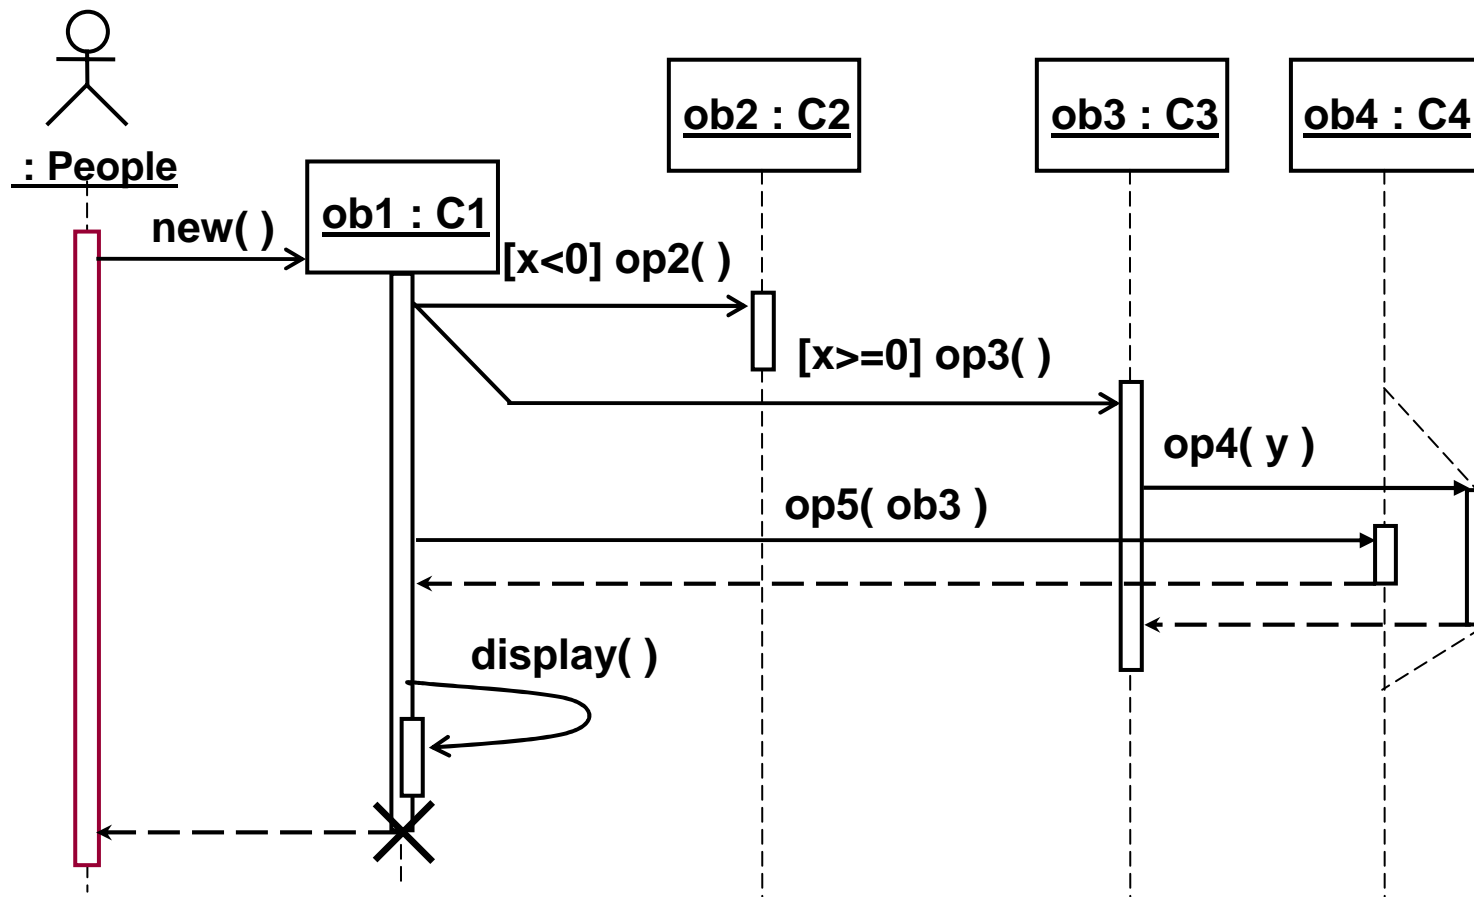 ob2 : C2
ob3 : C3
ob4 : C4
: People
ob1 : C1
new( )
[x<0] op2( )
[x>=0] op3( )
op4( y )
op5( ob3 )
display( )